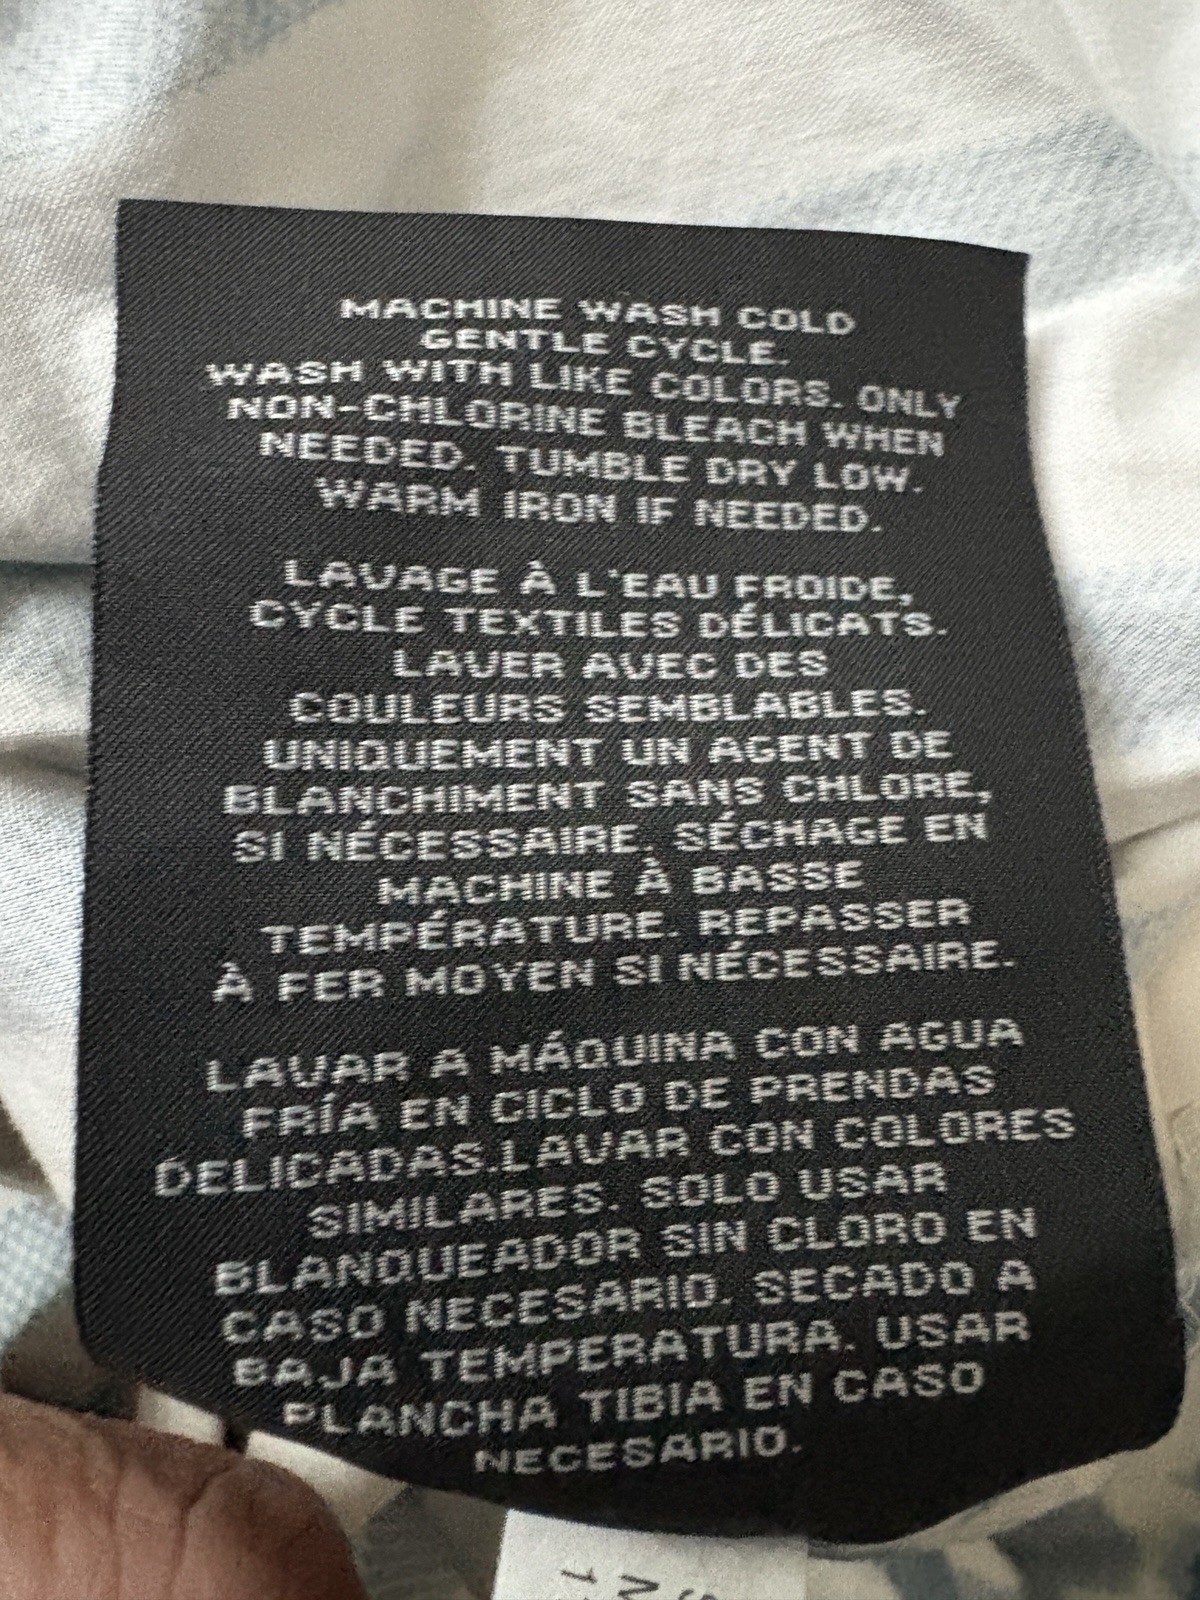 MACHINE WASH COLD
GENTLE CYCLE.
WASH WITH LIKE COLORS. ONLY
NON-CHLORINE BLEACH WHEN
NEEDED. TUMBLE DRY LOW.
WARM IRON IF NEEDED.
LAVAGE À L'EAU FROIDE,
CYCLE TEXTILES DÉLICATS.
LAVER AVEC DES
COULEURS SEMBLABLES.
UNIQUEMENT UN AGENT DE
BLANCHIMENT SANS CHLORE,
SI NÉCESSAIRE. SÉCHAGE EN
MACHINE À BASSE
TEMPÉRATURE. REPASSER
À FER MOYEN SI NÉCESSAIRE.
LAVAR A MÁQUINA CON AGUA
FRÍA EN CICLO DE PRENDAS
DELICADAS.LAVAR CON COLORES
SIMILARES. SOLO USAR
BLANQUEADOR SIN CLORO EN
CASO NECESARIO. SECADO A
BAJA TEMPERATURA. USAR
PLANCHA TIBIA EN CASO
NECESARIO.